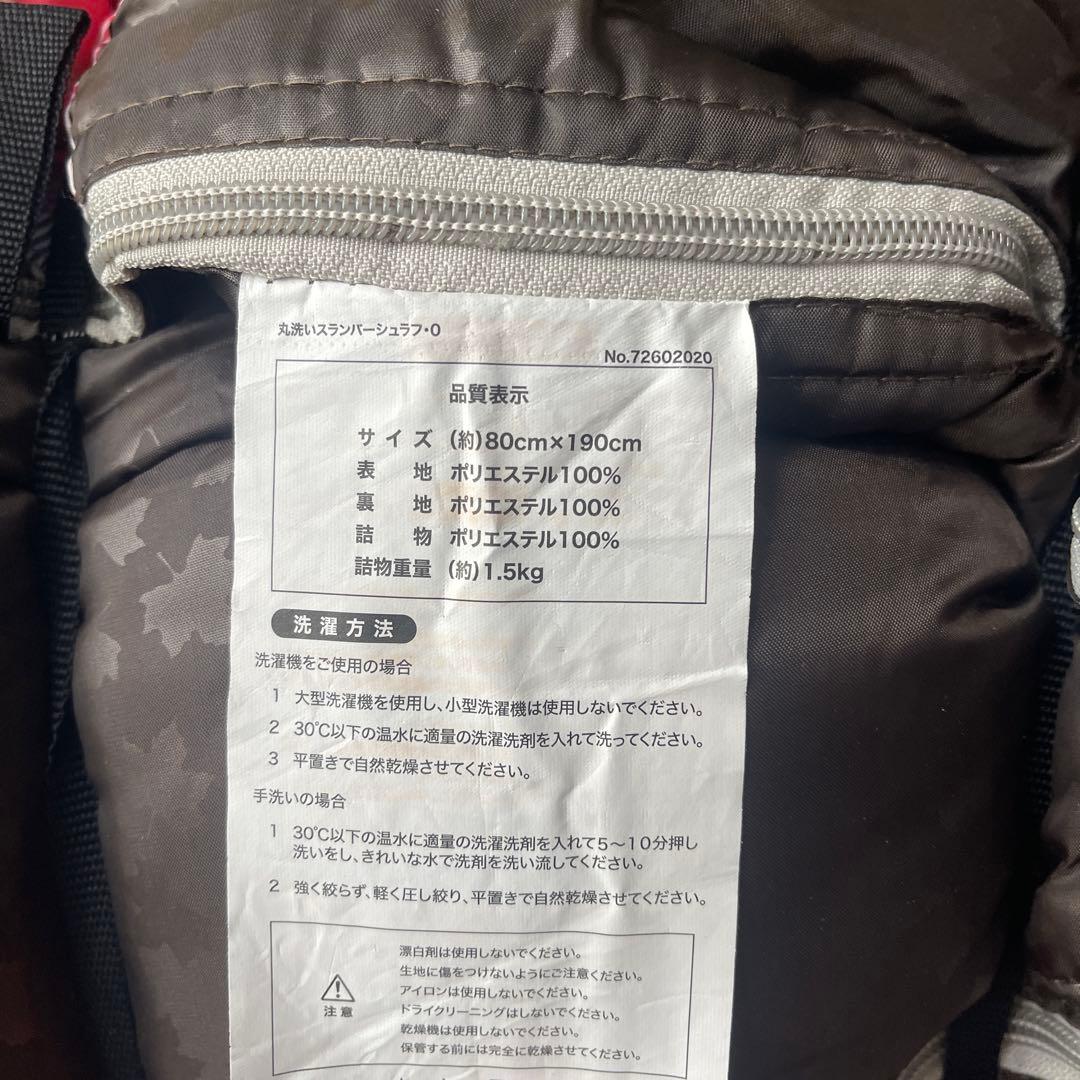 丸洗いスランバーシュラフ・0
No.72602020
品質表示
サイズ (約)80cm×190cm
表地 ポリエステル100%
裏地 ポリエステル100%
詰物 ポリエステル100%
詰物重量 (約)1.5kg
洗濯方法
洗濯機をご使用の場合
1 大型洗濯機を使用し、小型洗濯機は使用しないでください。
2 30℃以下の温水に適量の洗濯洗剤を入れて洗ってください。
3 平置きで自然乾燥させてください。
手洗いの場合
1 30℃以下の温水に適量の洗濯洗剤を入れて5〜10分押し
洗いをし、きれいな水で洗剤を洗い流してください。
2 強く絞らず、軽く圧し絞り、平置きで自然乾燥させてください。
注意
漂白剤は使用しないでください。
生地に傷をつけないようにご注意ください。
アイロンは使用しないでください。
ドライクリーニングはしないでください。
乾燥機は使用しないでください。
保管する前には完全に乾燥させてください。